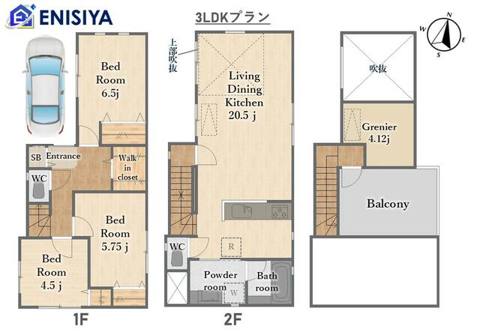 ENISIYA
3LDKプラン
N
W
E
S
Bed
Room
6.5j
SB
Entrance
WC
Walk
in
closet
Bed
Room
5.75 j
Bed
Room
4.5 j
1F
上部吹抜
Living
Dining
Kitchen
20.5 j
R
WC
Powder
room
W
Bath
room
2F
吹抜
Grenier
4.12j
Balcony